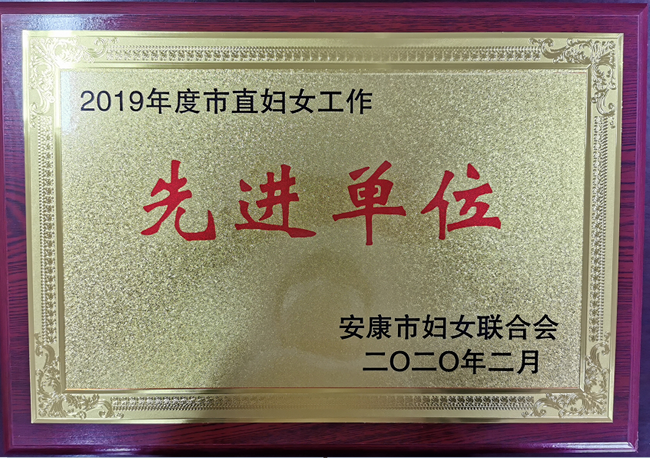 2019年度市直妇女工作
先进单位
安康市妇女联合会
二〇二〇年二月